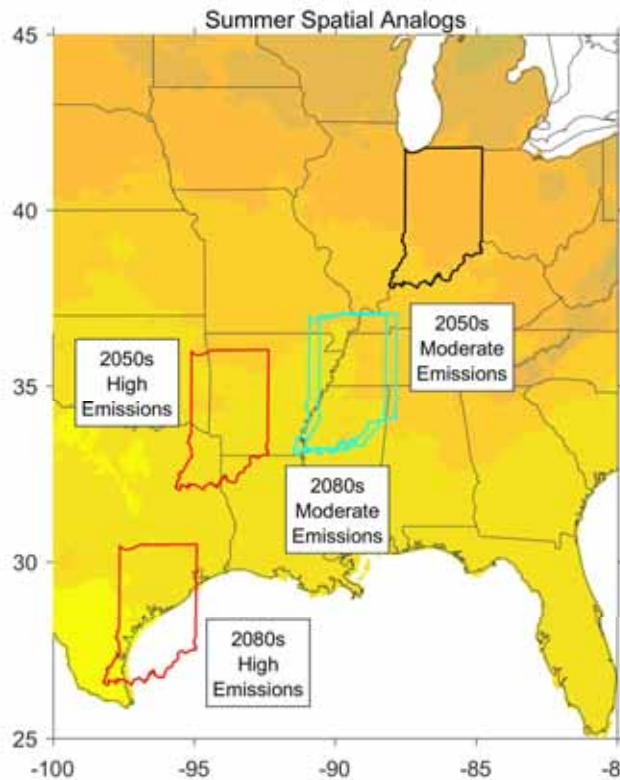 Summer Spatial Analogs
45
40
35
30
25
-100
-95
-90
-85
-8
2050s
Moderate
Emissions
2050s
High
Emissions
2080s
Moderate
Emissions
2080s
High
Emissions